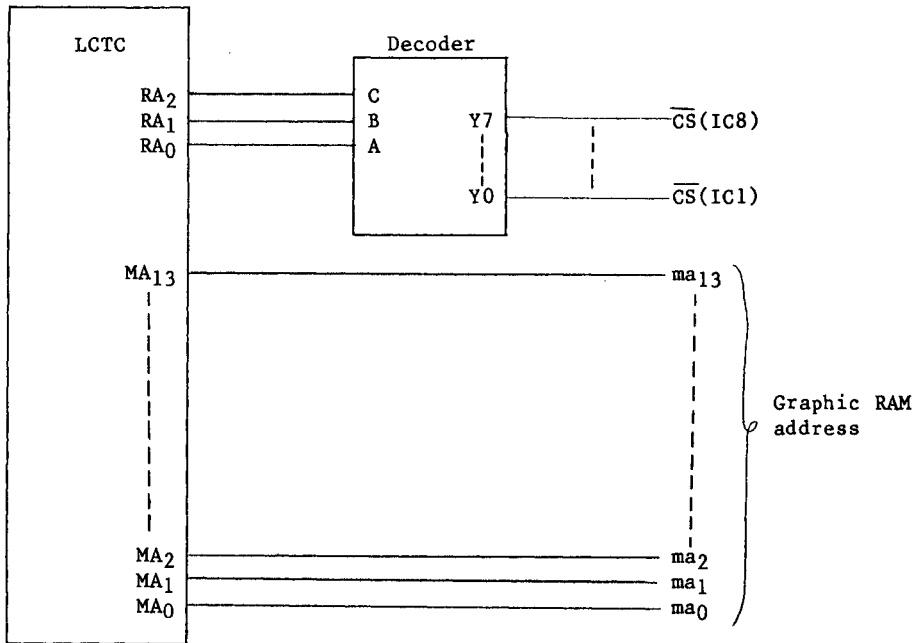 LCTC
Decoder
RA2
C
RA1
B
Y7
CS(IC8)
RA0
A
Y0
CS(IC1)
MA13
ma13
Graphic RAM
address
MA2
ma2
MA1
ma1
MA0
ma0